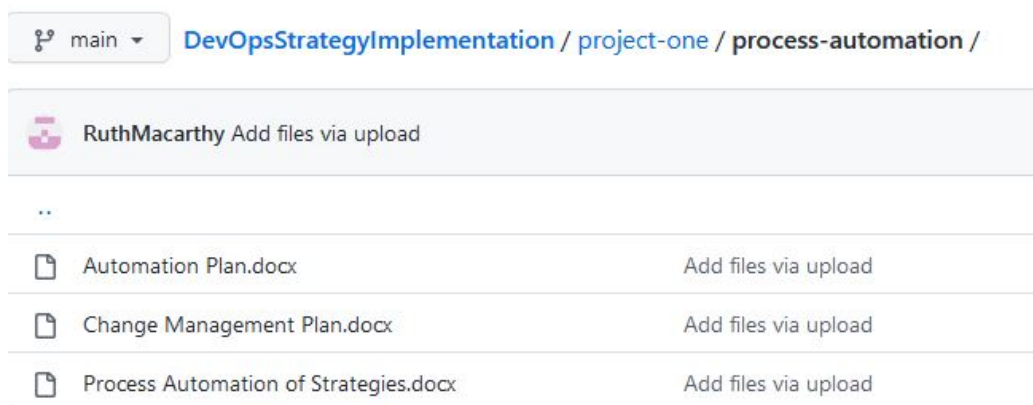 main DevOpsStrategyImplementation / project-one / process-automation /
RuthMacarthy Add files via upload
..
Automation Plan.docx Add files via upload
Change Management Plan.docx Add files via upload
Process Automation of Strategies.docx Add files via upload